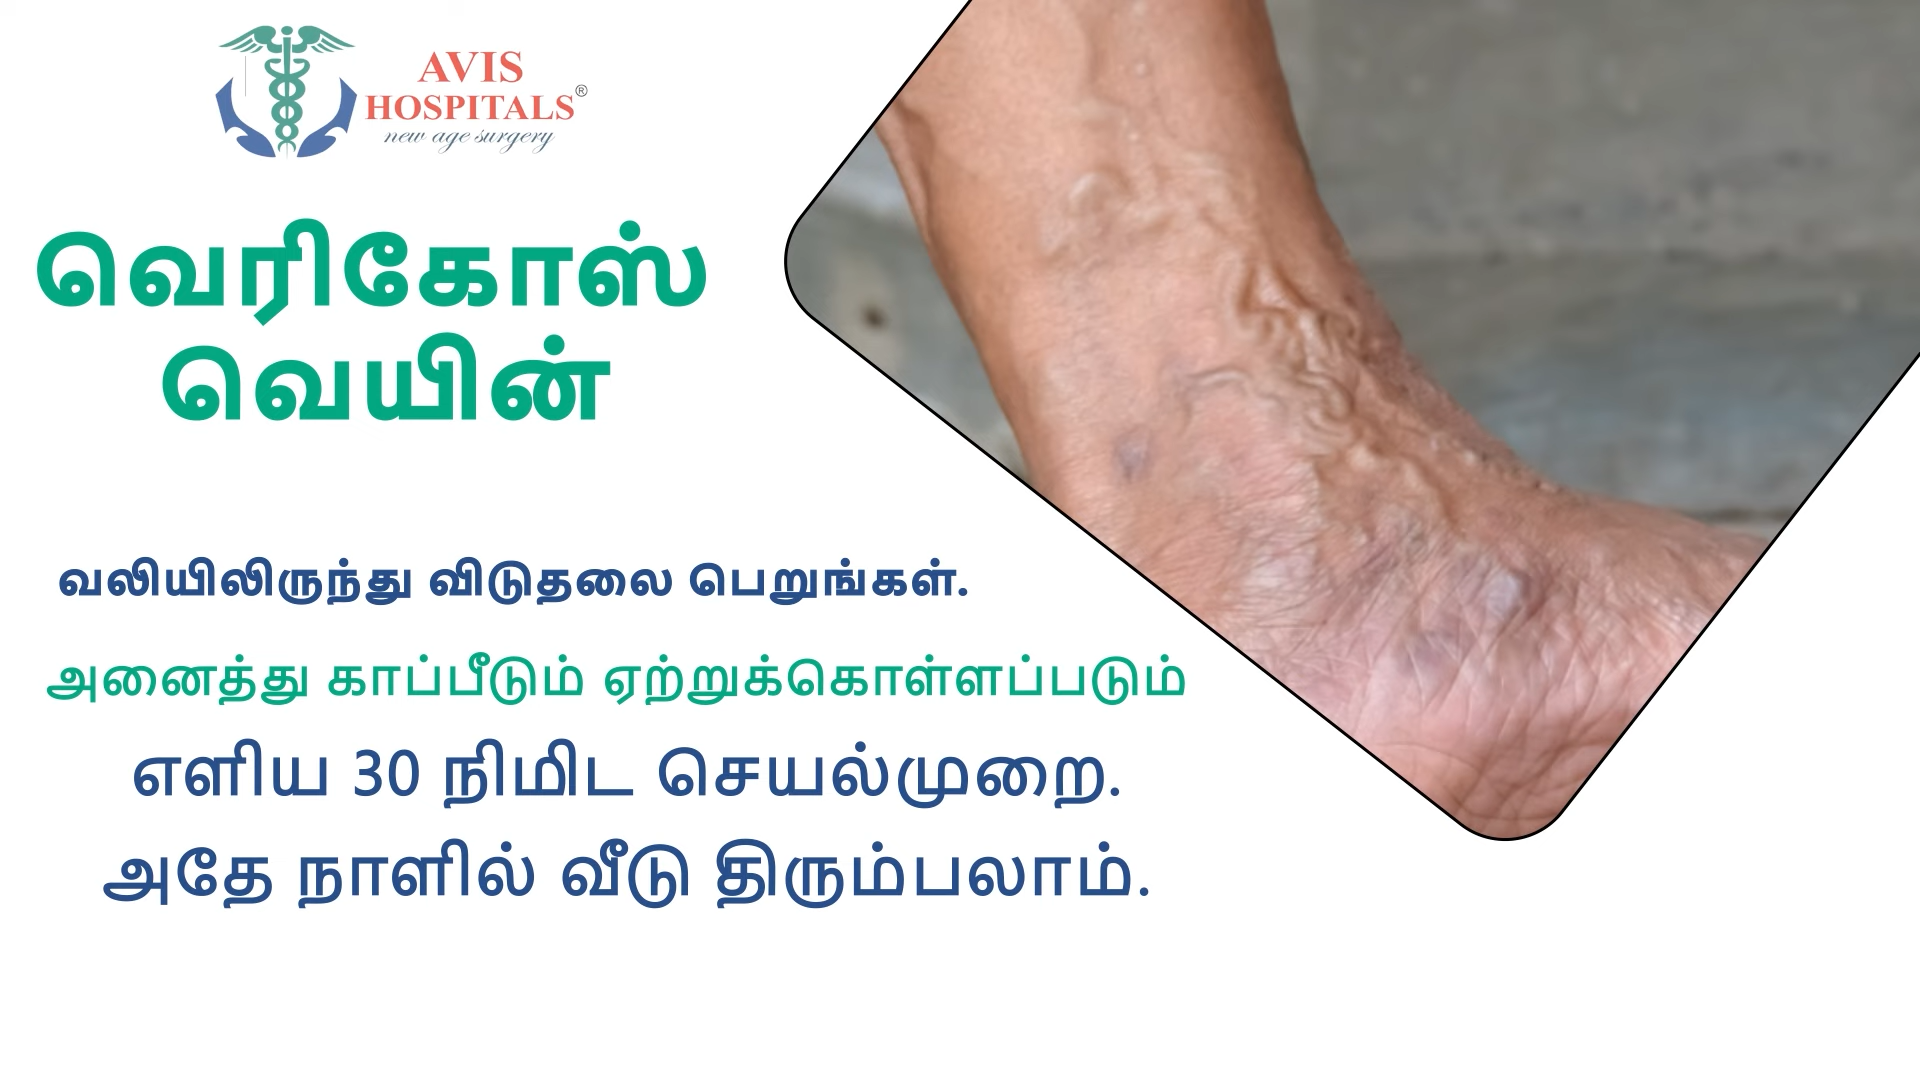 AVIS
HOSPITALS®
new age surgery
வெரிகோஸ்
வெயின்
வலியிலிருந்து விடுதலை பெறுங்கள்.
அனைத்து காப்பீடும் ஏற்றுக்கொள்ளப்படும்
எளிய 30 நிமிட செயல்முறை.
அதே நாளில் வீடு திரும்பலாம்.